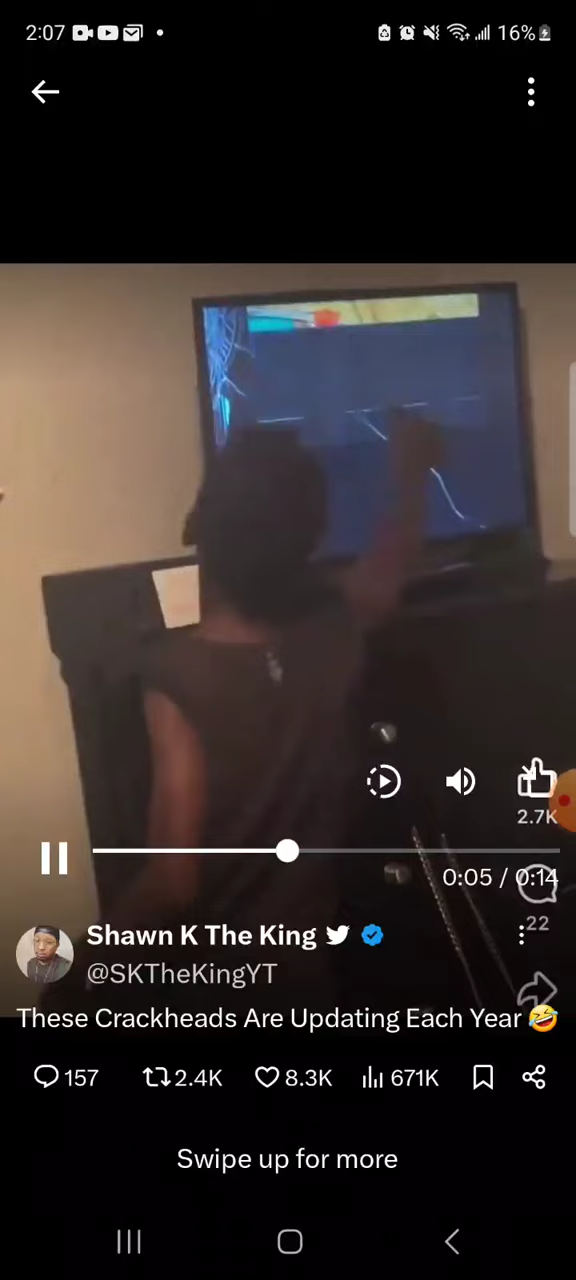 2:07
16%
2.7K
0:05 / 0:14
22
Shawn K The King
@SKTheKingYT
These Crackheads Are Updating Each Year 🤣
157 2.4K 8.3K 671K
Swipe up for more